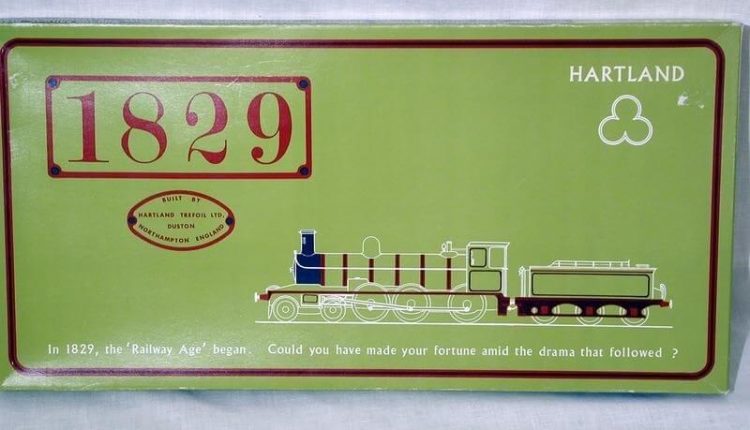 HARTLAND
1829
BUILT BY
HARTLAND TREFOIL LTD.
DUSTON
NORTHAMPTON ENGLAND
In 1829, the 'Railway Age' began. Could you have made your fortune amid the drama that followed ?